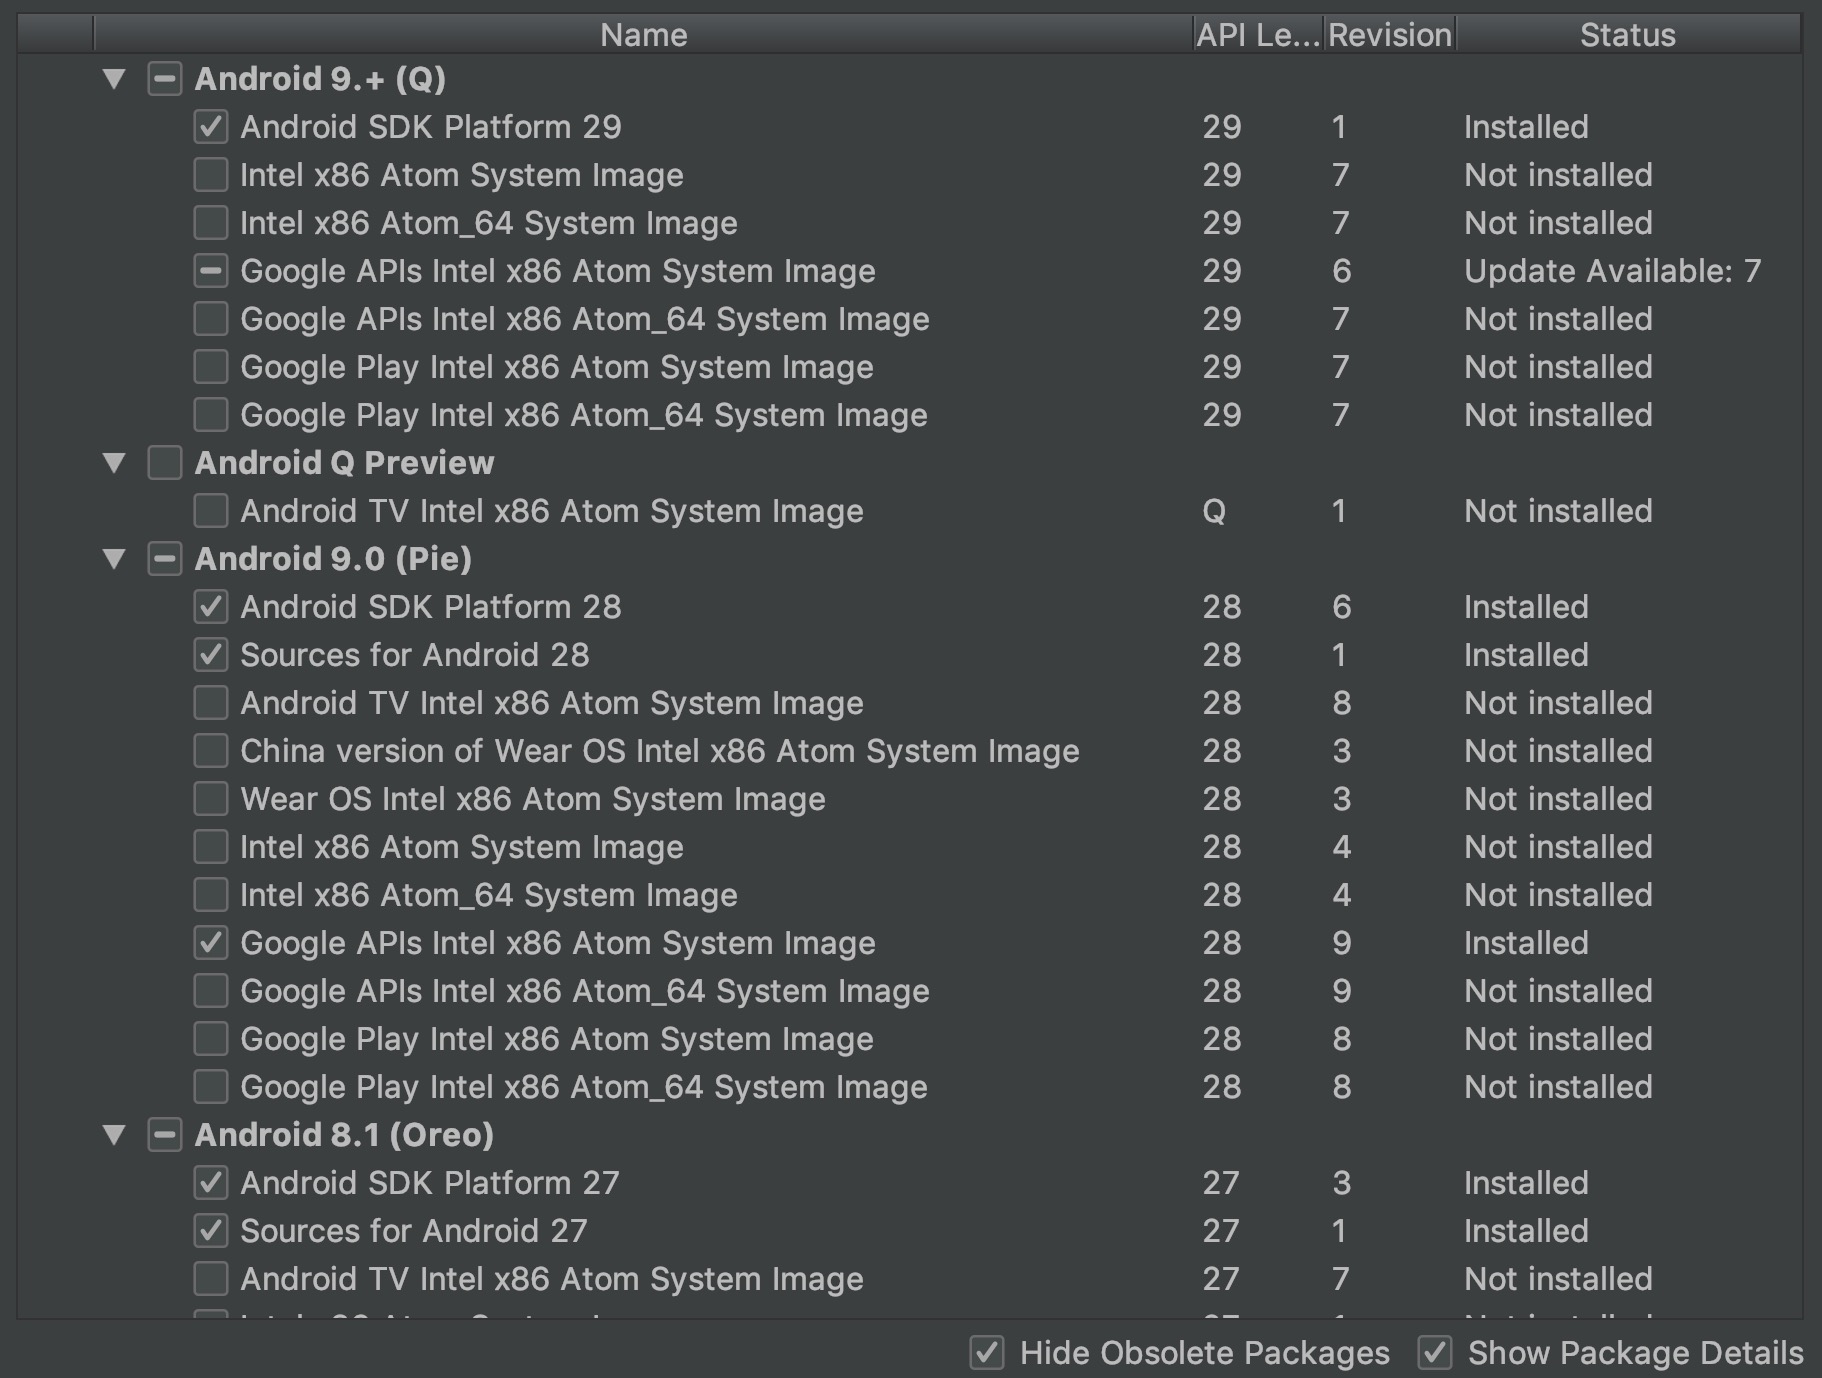 Name API Le... Revision Status
Android 9.+ (Q)
Android SDK Platform 29 29 1 Installed
Intel x86 Atom System Image 29 7 Not installed
Intel x86 Atom_64 System Image 29 7 Not installed
Google APIs Intel x86 Atom System Image 29 6 Update Available: 7
Google APIs Intel x86 Atom_64 System Image 29 7 Not installed
Google Play Intel x86 Atom System Image 29 7 Not installed
Google Play Intel x86 Atom_64 System Image 29 7 Not installed
Android Q Preview
Android TV Intel x86 Atom System Image Q 1 Not installed
Android 9.0 (Pie)
Android SDK Platform 28 28 6 Installed
Sources for Android 28 28 1 Installed
Android TV Intel x86 Atom System Image 28 8 Not installed
China version of Wear OS Intel x86 Atom System Image 28 3 Not installed
Wear OS Intel x86 Atom System Image 28 3 Not installed
Intel x86 Atom System Image 28 4 Not installed
Intel x86 Atom_64 System Image 28 4 Not installed
Google APIs Intel x86 Atom System Image 28 9 Installed
Google APIs Intel x86 Atom_64 System Image 28 9 Not installed
Google Play Intel x86 Atom System Image 28 8 Not installed
Google Play Intel x86 Atom_64 System Image 28 8 Not installed
Android 8.1 (Oreo)
Android SDK Platform 27 27 3 Installed
Sources for Android 27 27 1 Installed
Android TV Intel x86 Atom System Image 27 7 Not installed
Hide Obsolete Packages Show Package Details